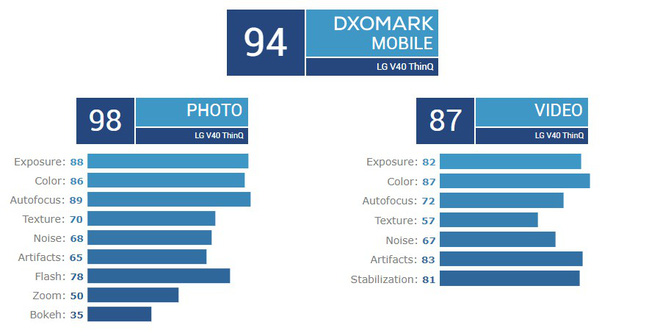 94
DXOMARK
MOBILE
LG V40 ThinQ
98
PHOTO
LG V40 ThinQ
Exposure: 88
Color: 86
Autofocus: 89
Texture: 70
Noise: 68
Artifacts: 65
Flash: 78
Zoom: 50
Bokeh: 35
87
VIDEO
LG V40 ThinQ
Exposure: 82
Color: 87
Autofocus: 72
Texture: 57
Noise: 67
Artifacts: 83
Stabilization: 81